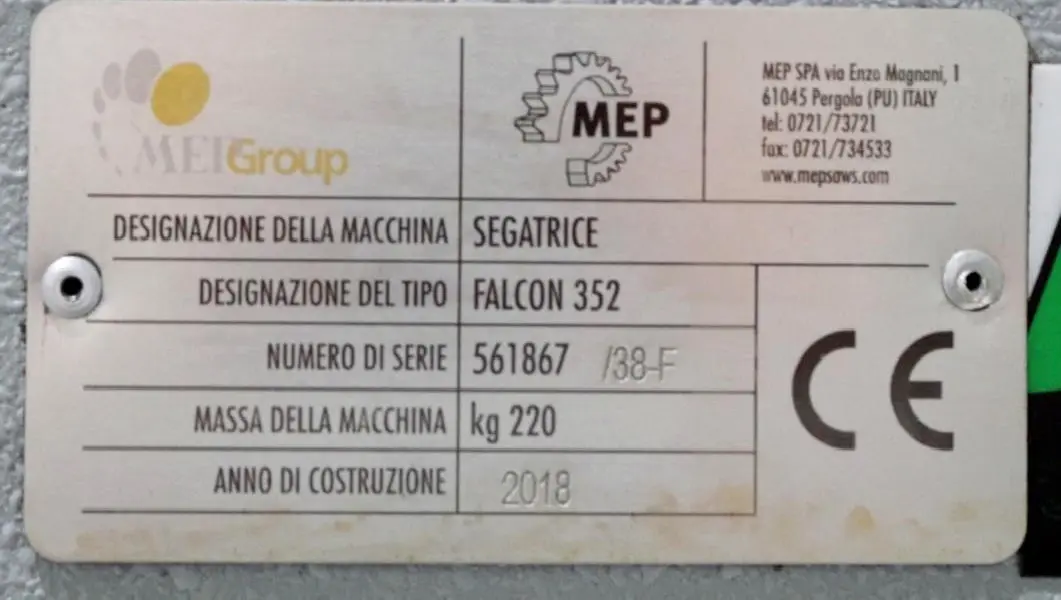 MEP Group
MEP
MEP SPA via Enzo Magnani, 1
61045 Pergola (PU) ITALY
tel: 0721/73721
fax: 0721/734533
www.mepsaws.com
DESIGNAZIONE DELLA MACCHINA SEGATRICE
DESIGNAZIONE DEL TIPO FALCON 352
NUMERO DI SERIE 561867 /38-F
MASSA DELLA MACCHINA kg 220
ANNO DI COSTRUZIONE 2018
CE